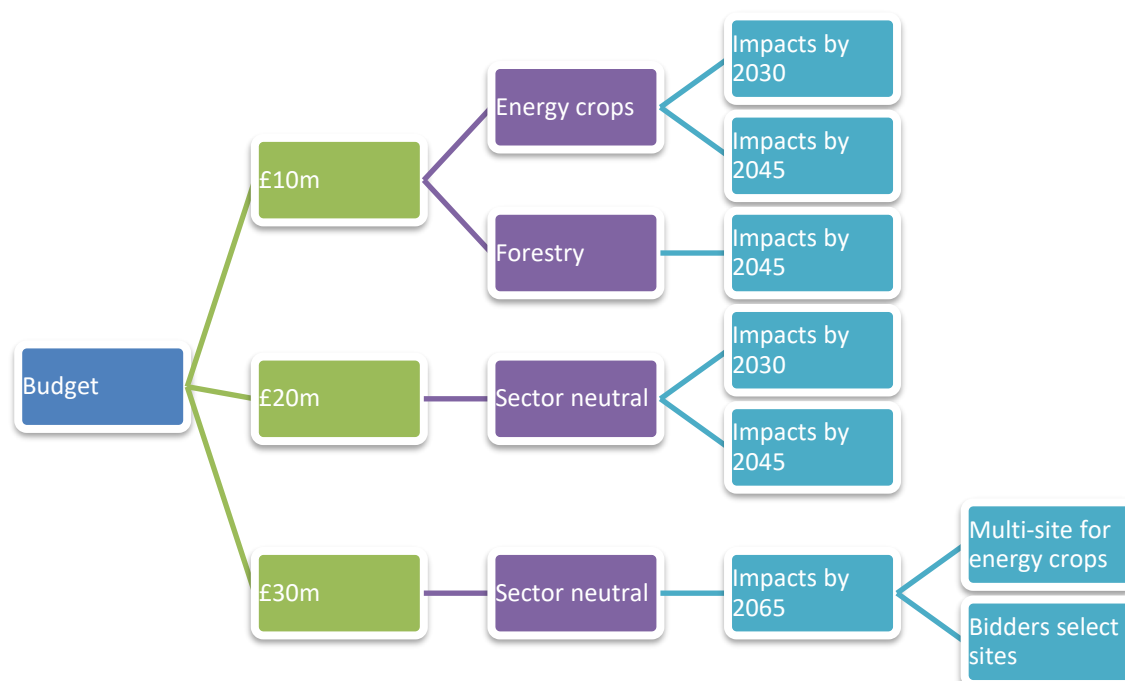 Budget
£10m
Energy crops
Impacts by
2030
Impacts by
2045
Forestry
Impacts by
2045
£20m
Sector neutral
Impacts by
2030
Impacts by
2045
£30m
Sector neutral
Impacts by
2065
Multi-site for
energy crops
Bidders select
sites